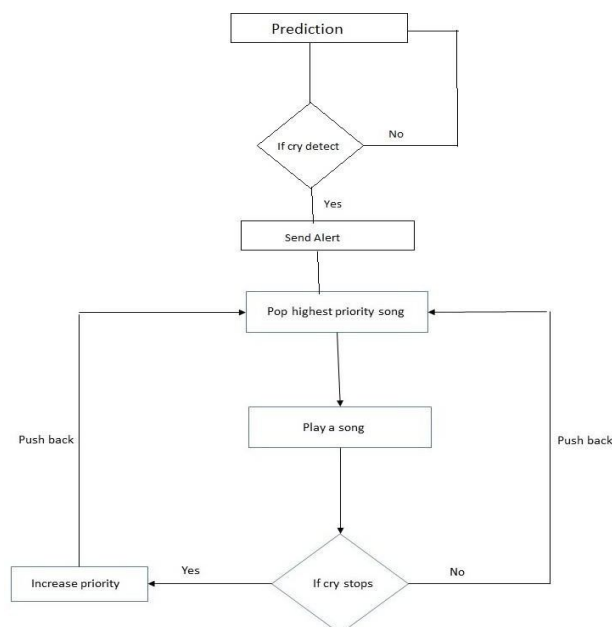 Prediction
If cry detect
No
Yes
Send Alert
Pop highest priority song
Play a song
Push back
Push back
If cry stops
Yes
No
Increase priority